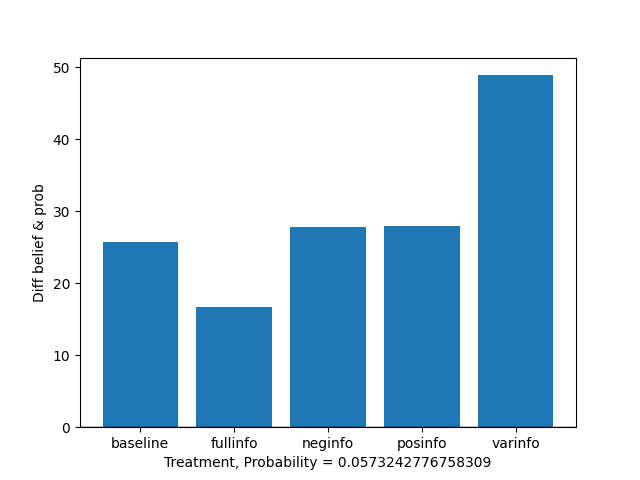 50
40
30
20
10
0
Diff belief & prob
baseline fullinfo neginfo posinfo varinfo
Treatment, Probability = 0.0573242776758309